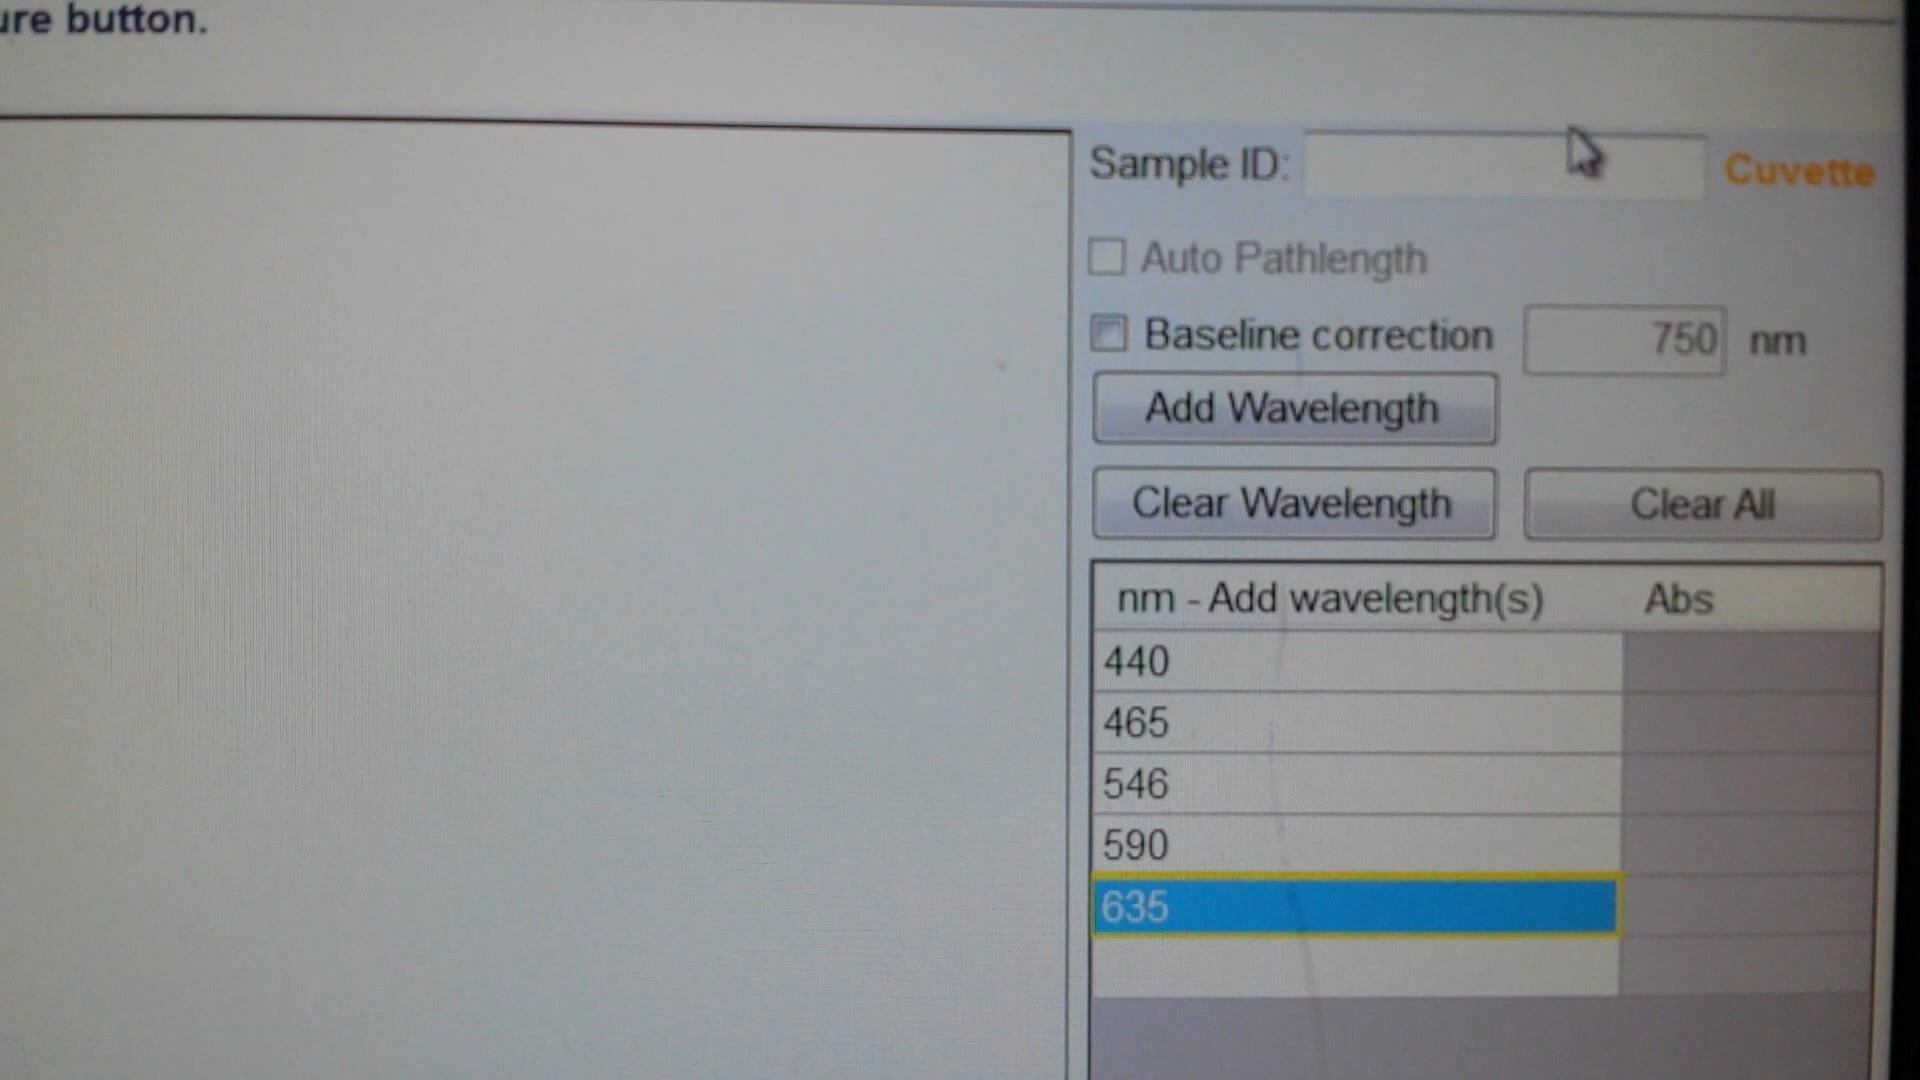 ure button.
Sample ID: Cuvette
Auto Pathlength
Baseline correction 750 nm
Add Wavelength
Clear Wavelength Clear All
nm - Add wavelength(s) Abs
440
465
546
590
635